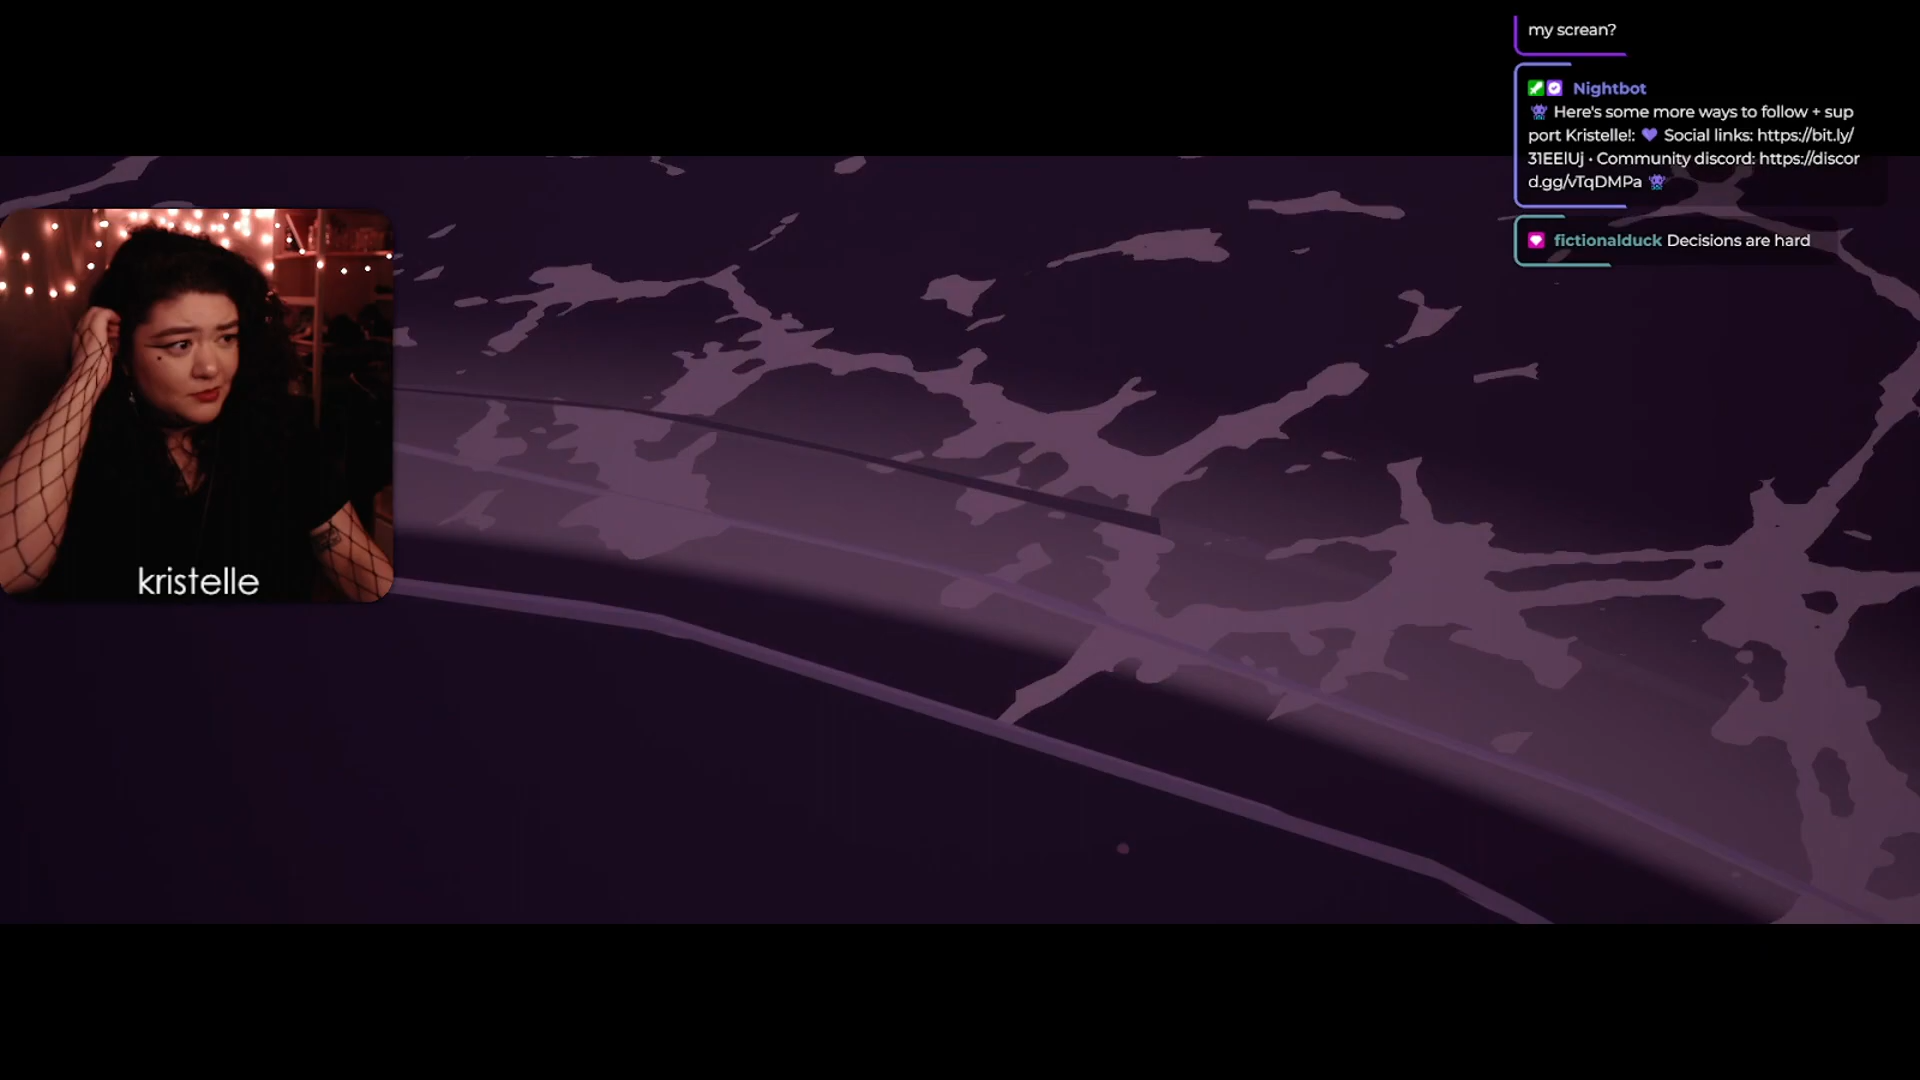 my screan?
Nightbot
Here's some more ways to follow + sup
port Kristelle!: 💜 Social links: https://bit.ly/
31EElUj · Community discord: https://discor
d.gg/vTqDMPa
fictionalduck Decisions are hard
kristelle